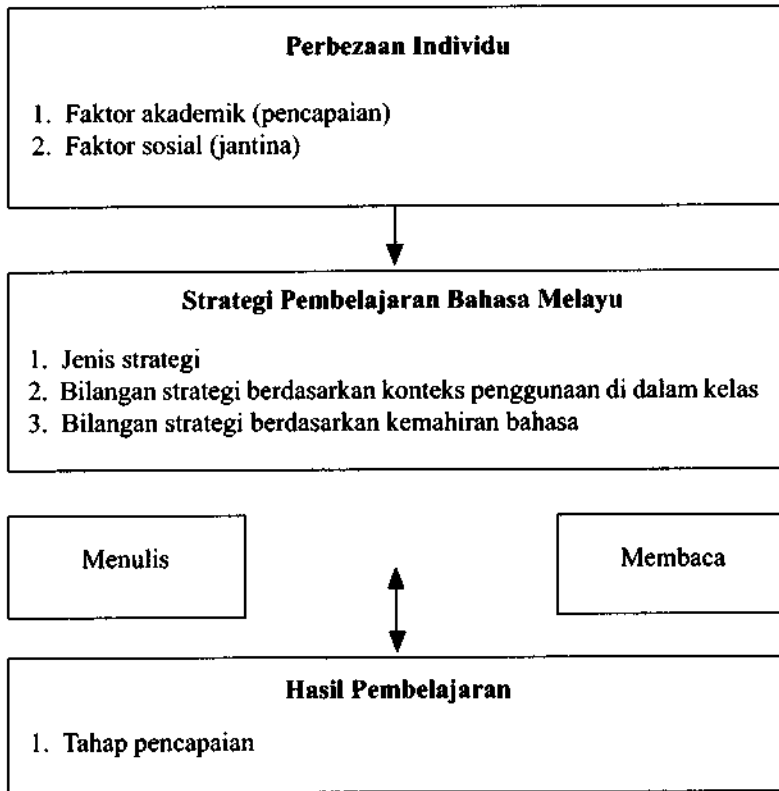 Perbezaan Individu
1. Faktor akademik (pencapaian)
2. Faktor sosial (jantina)
Strategi Pembelajaran Bahasa Melayu
1. Jenis strategi
2. Bilangan strategi berdasarkan konteks penggunaan di dalam kelas
3. Bilangan strategi berdasarkan kemahiran bahasa
Menulis
Membaca
Hasil Pembelajaran
1. Tahap pencapaian